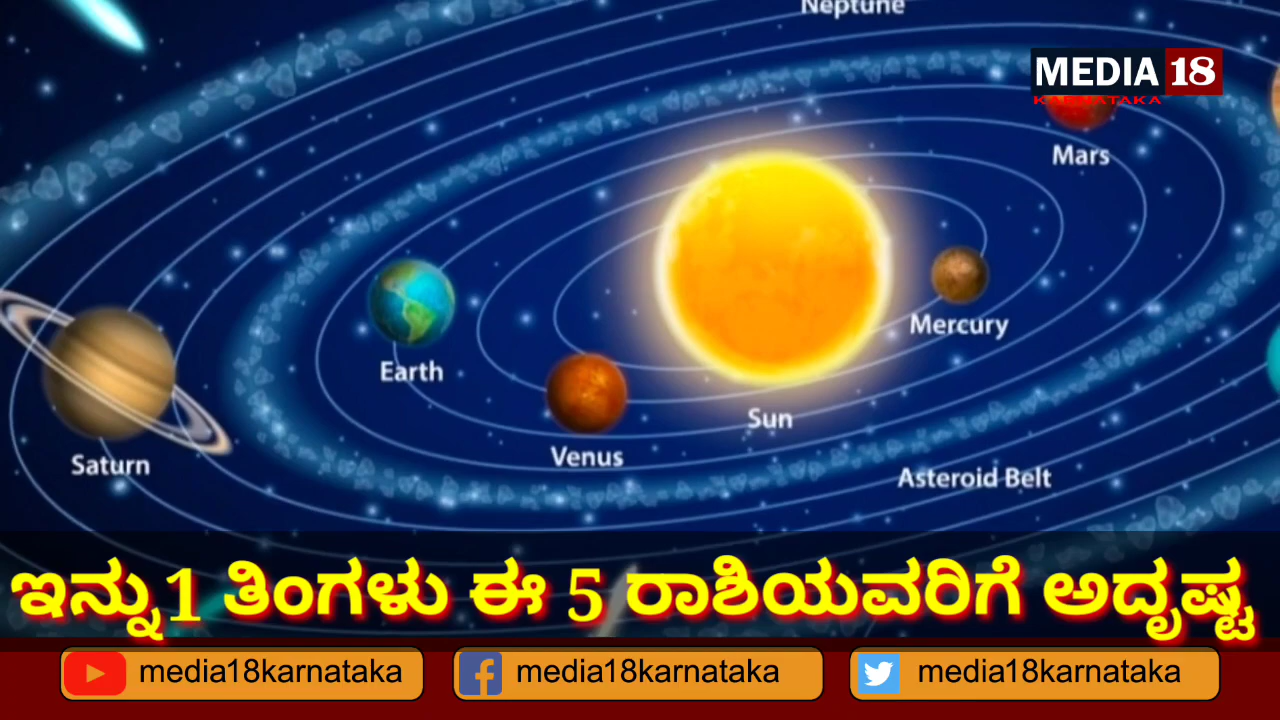 Neptune
MEDIA 18
KARNATAKA
Mars
Mercury
Earth
Sun
Venus
Saturn
Asteroid Belt
ಇನ್ನು1 ತಿಂಗಳು ಈ 5 ರಾಶಿಯವರಿಗೆ ಅದೃಷ್ಟ
media18karnataka media18karnataka media18karnataka